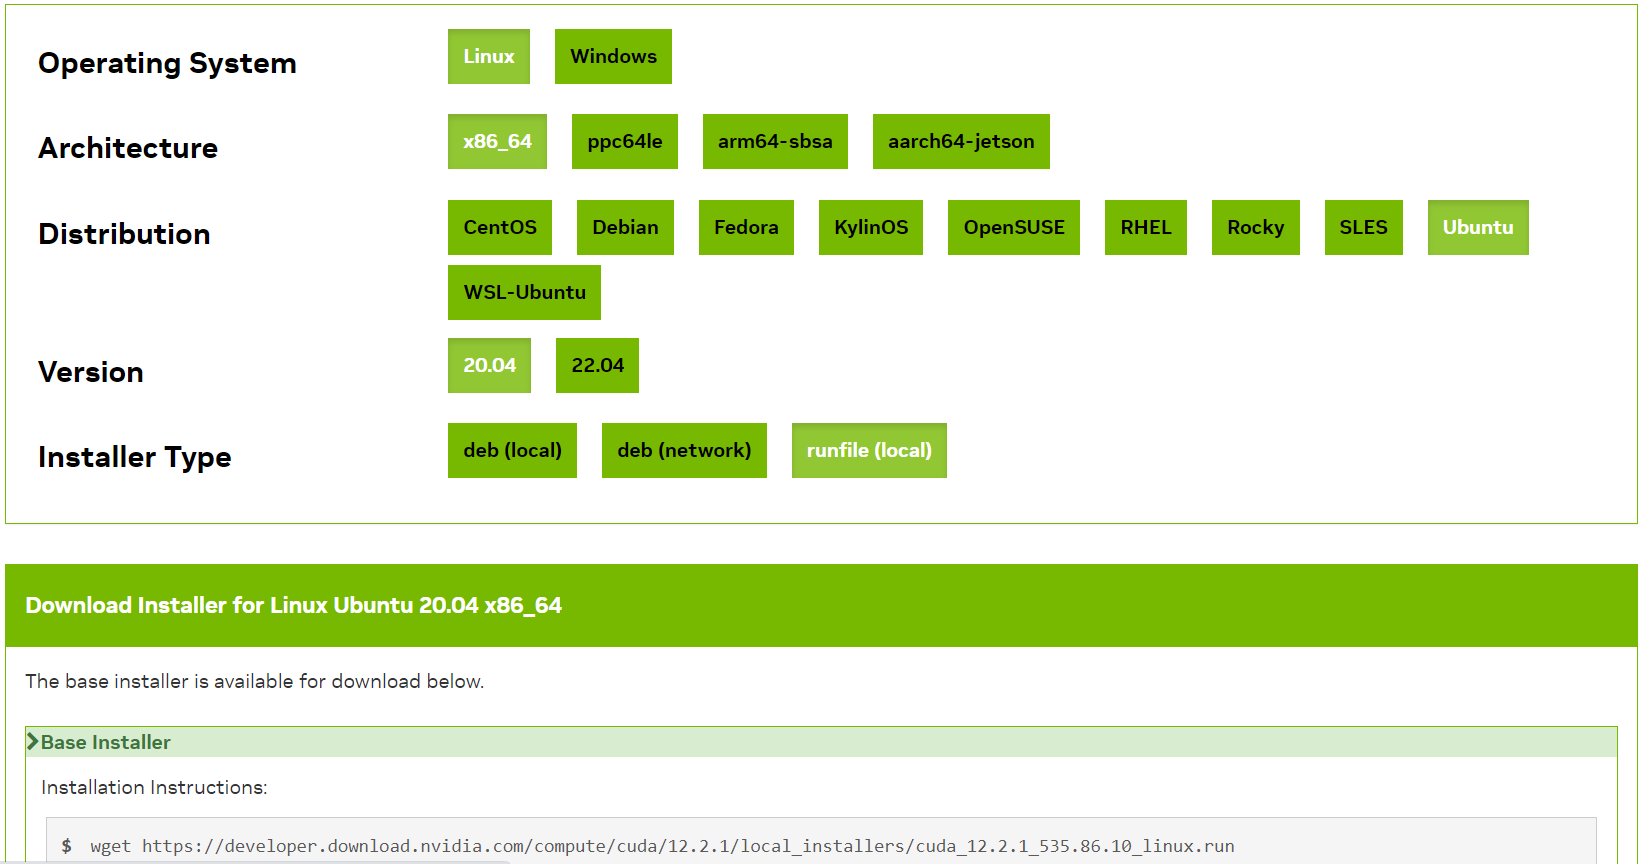 Operating System Linux Windows
Architecture x86_64 ppc64le arm64-sbsa aarch64-jetson
Distribution CentOS Debian Fedora KylinOS OpenSUSE RHEL Rocky SLES Ubuntu
WSL-Ubuntu
Version 20.04 22.04
Installer Type deb (local) deb (network) runfile (local)
Download Installer for Linux Ubuntu 20.04 x86_64
The base installer is available for download below.
Base Installer
Installation Instructions:
$ wget https://developer.download.nvidia.com/compute/cuda/12.2.1/local_installers/cuda_12.2.1_535.86.10_linux.run